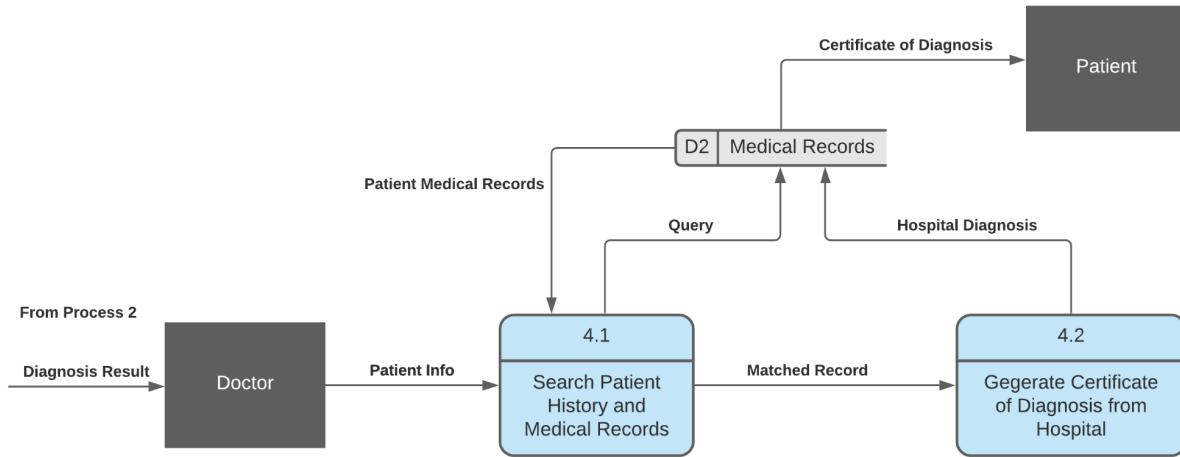 Certificate of Diagnosis
Patient
D2
Medical Records
Patient Medical Records
Query
Hospital Diagnosis
From Process 2
Diagnosis Result
Doctor
Patient Info
4.1
Search Patient
History and
Medical Records
Matched Record
4.2
Gegerate Certificate
of Diagnosis from
Hospital